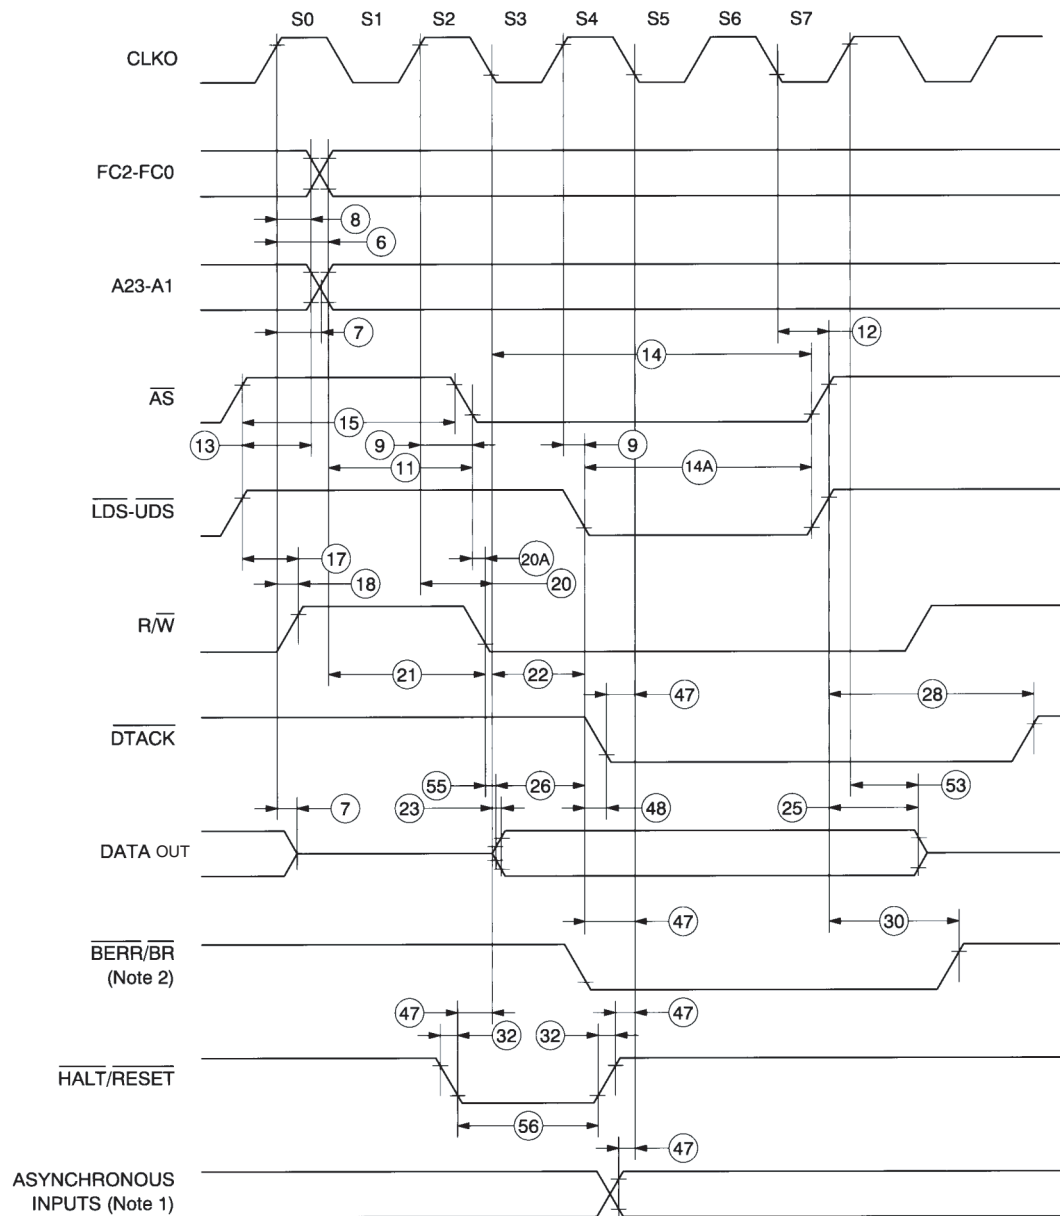 S0 S1 S2 S3 S4 S5 S6 S7
CLKO
FC2-FC0
8
6
A23-A1
7
12
14
AS
15
13
9
9
11
14A
LDS-UDS
17
20A
18
20
R/W
21
22
47
28
DTACK
55
26
53
7
23
48
25
DATA OUT
47
30
BERR/BR
(Note 2)
47
47
32
32
HALT/RESET
56
47
ASYNCHRONOUS
INPUTS (Note 1)